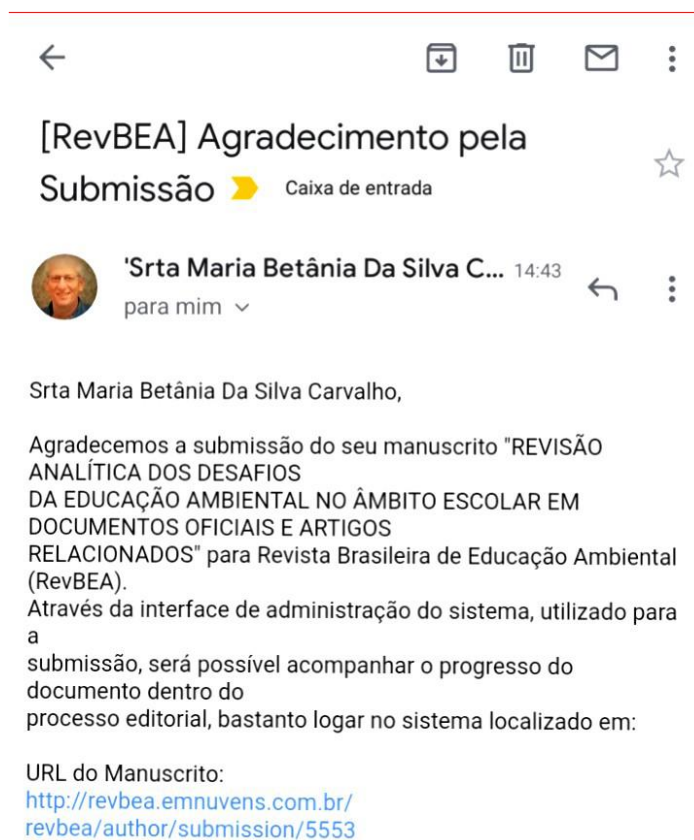 [RevBEA] Agradecimento pela
Submissão Caixa de entrada
'Srta Maria Betânia Da Silva C... 14:43
para mim
Srta Maria Betânia Da Silva Carvalho,
Agradecemos a submissão do seu manuscrito "REVISÃO
ANALÍTICA DOS DESAFIOS
DA EDUCAÇÃO AMBIENTAL NO ÂMBITO ESCOLAR EM
DOCUMENTOS OFICIAIS E ARTIGOS
RELACIONADOS" para Revista Brasileira de Educação Ambiental
(RevBEA).
Através da interface de administração do sistema, utilizado para
a
submissão, será possível acompanhar o progresso do
documento dentro do
processo editorial, bastanto logar no sistema localizado em:
URL do Manuscrito:
http://revbea.emnuvens.com.br/
revbea/author/submission/5553